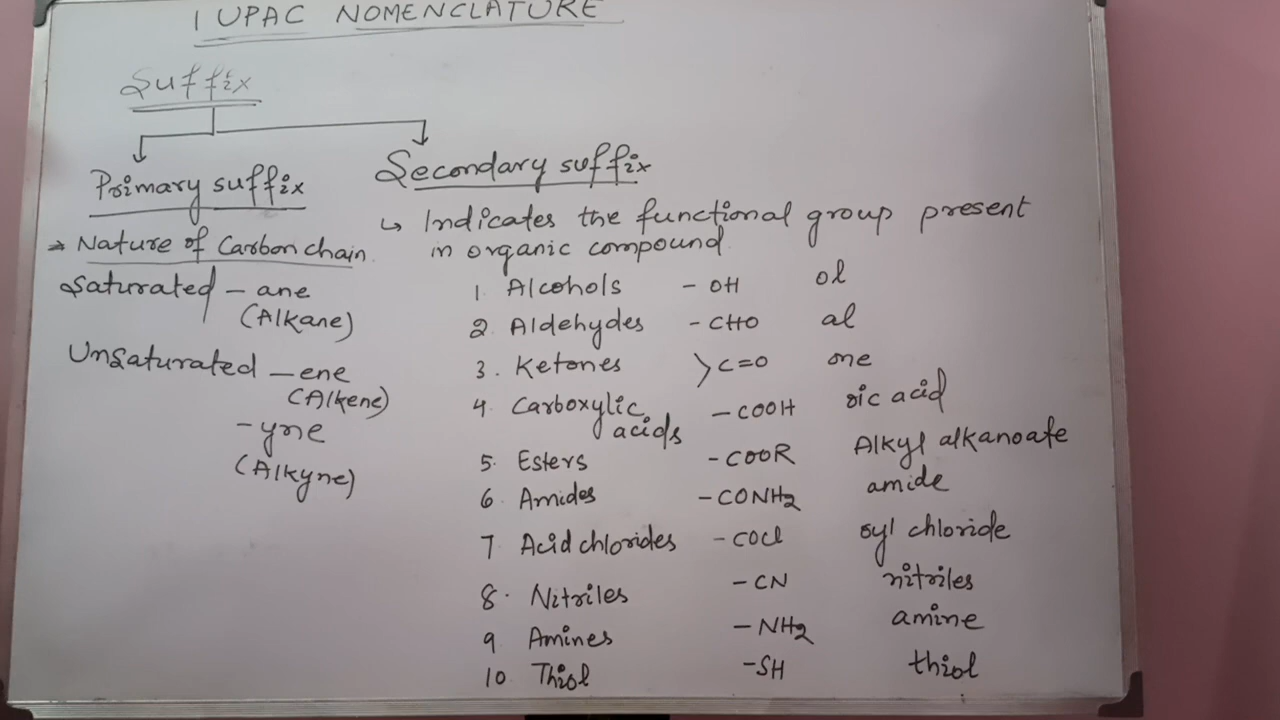 IUPAC NOMENCLATURE
Suffix
Primary suffix
→ Nature of Carbon chain
Saturated – ane
(Alkane)
Unsaturated – ene
(Alkene)
- yne
(Alkyne)
Secondary suffix
↳ Indicates the functional group present
in organic compound
1. Alcohols - OH ol
2. Aldehydes - CHO al
3. Ketones >C=O one
4. Carboxylic acids - COOH oic acid
5. Esters - COOR Alkyl alkanoate
6. Amides - CONH2 amide
7. Acid chlorides - COCl oyl chloride
8. Nitriles - CN nitriles
9 Amines - NH2 amine
10. Thiol - SH thiol